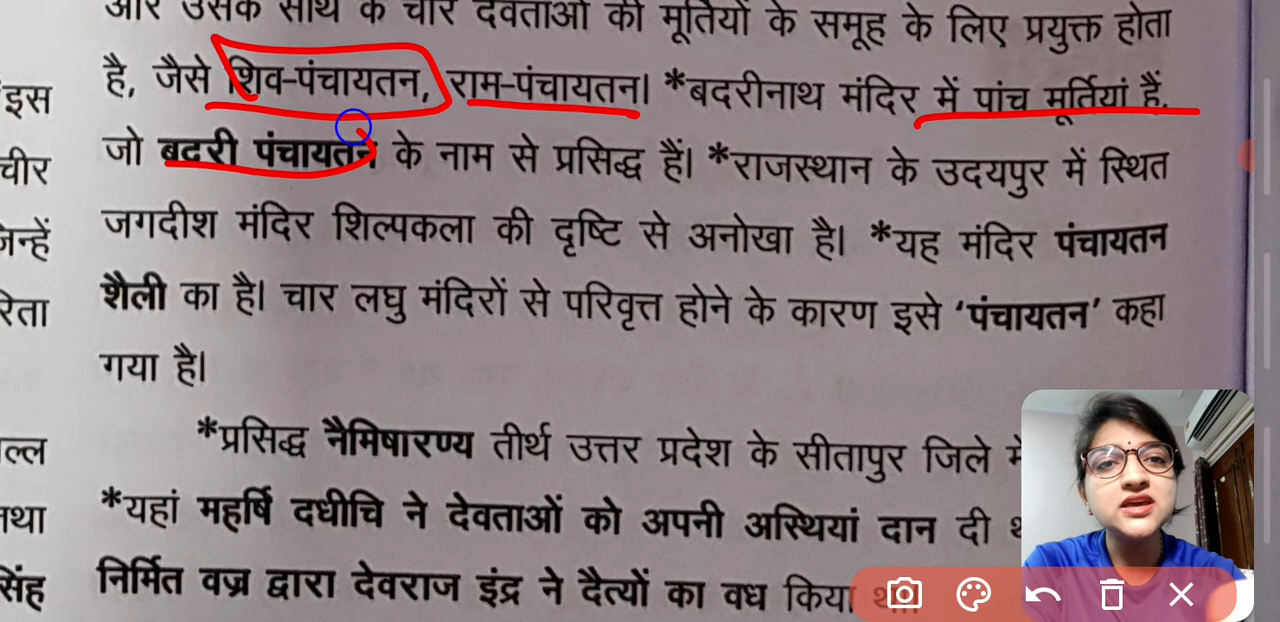 और उसके साथ के चार देवताओं की मूर्तियों के समूह के लिए प्रयुक्त होता
है, जैसे शिव-पंचायतन, राम-पंचायतन। *बदरीनाथ मंदिर में पांच मूर्तियां हैं,
जो बदरी पंचायतन के नाम से प्रसिद्ध हैं। *राजस्थान के उदयपुर में स्थित
जगदीश मंदिर शिल्पकला की दृष्टि से अनोखा है। *यह मंदिर पंचायतन
शैली का है। चार लघु मंदिरों से परिवृत्त होने के कारण इसे ‘पंचायतन’ कहा
गया है।
*प्रसिद्ध नैमिषारण्य तीर्थ उत्तर प्रदेश के सीतापुर जिले
*यहां महर्षि दधीचि ने देवताओं को अपनी अस्थियां दान दी
निर्मित वज्र द्वारा देवराज इंद्र ने दैत्यों का वध किया
इस
चीर